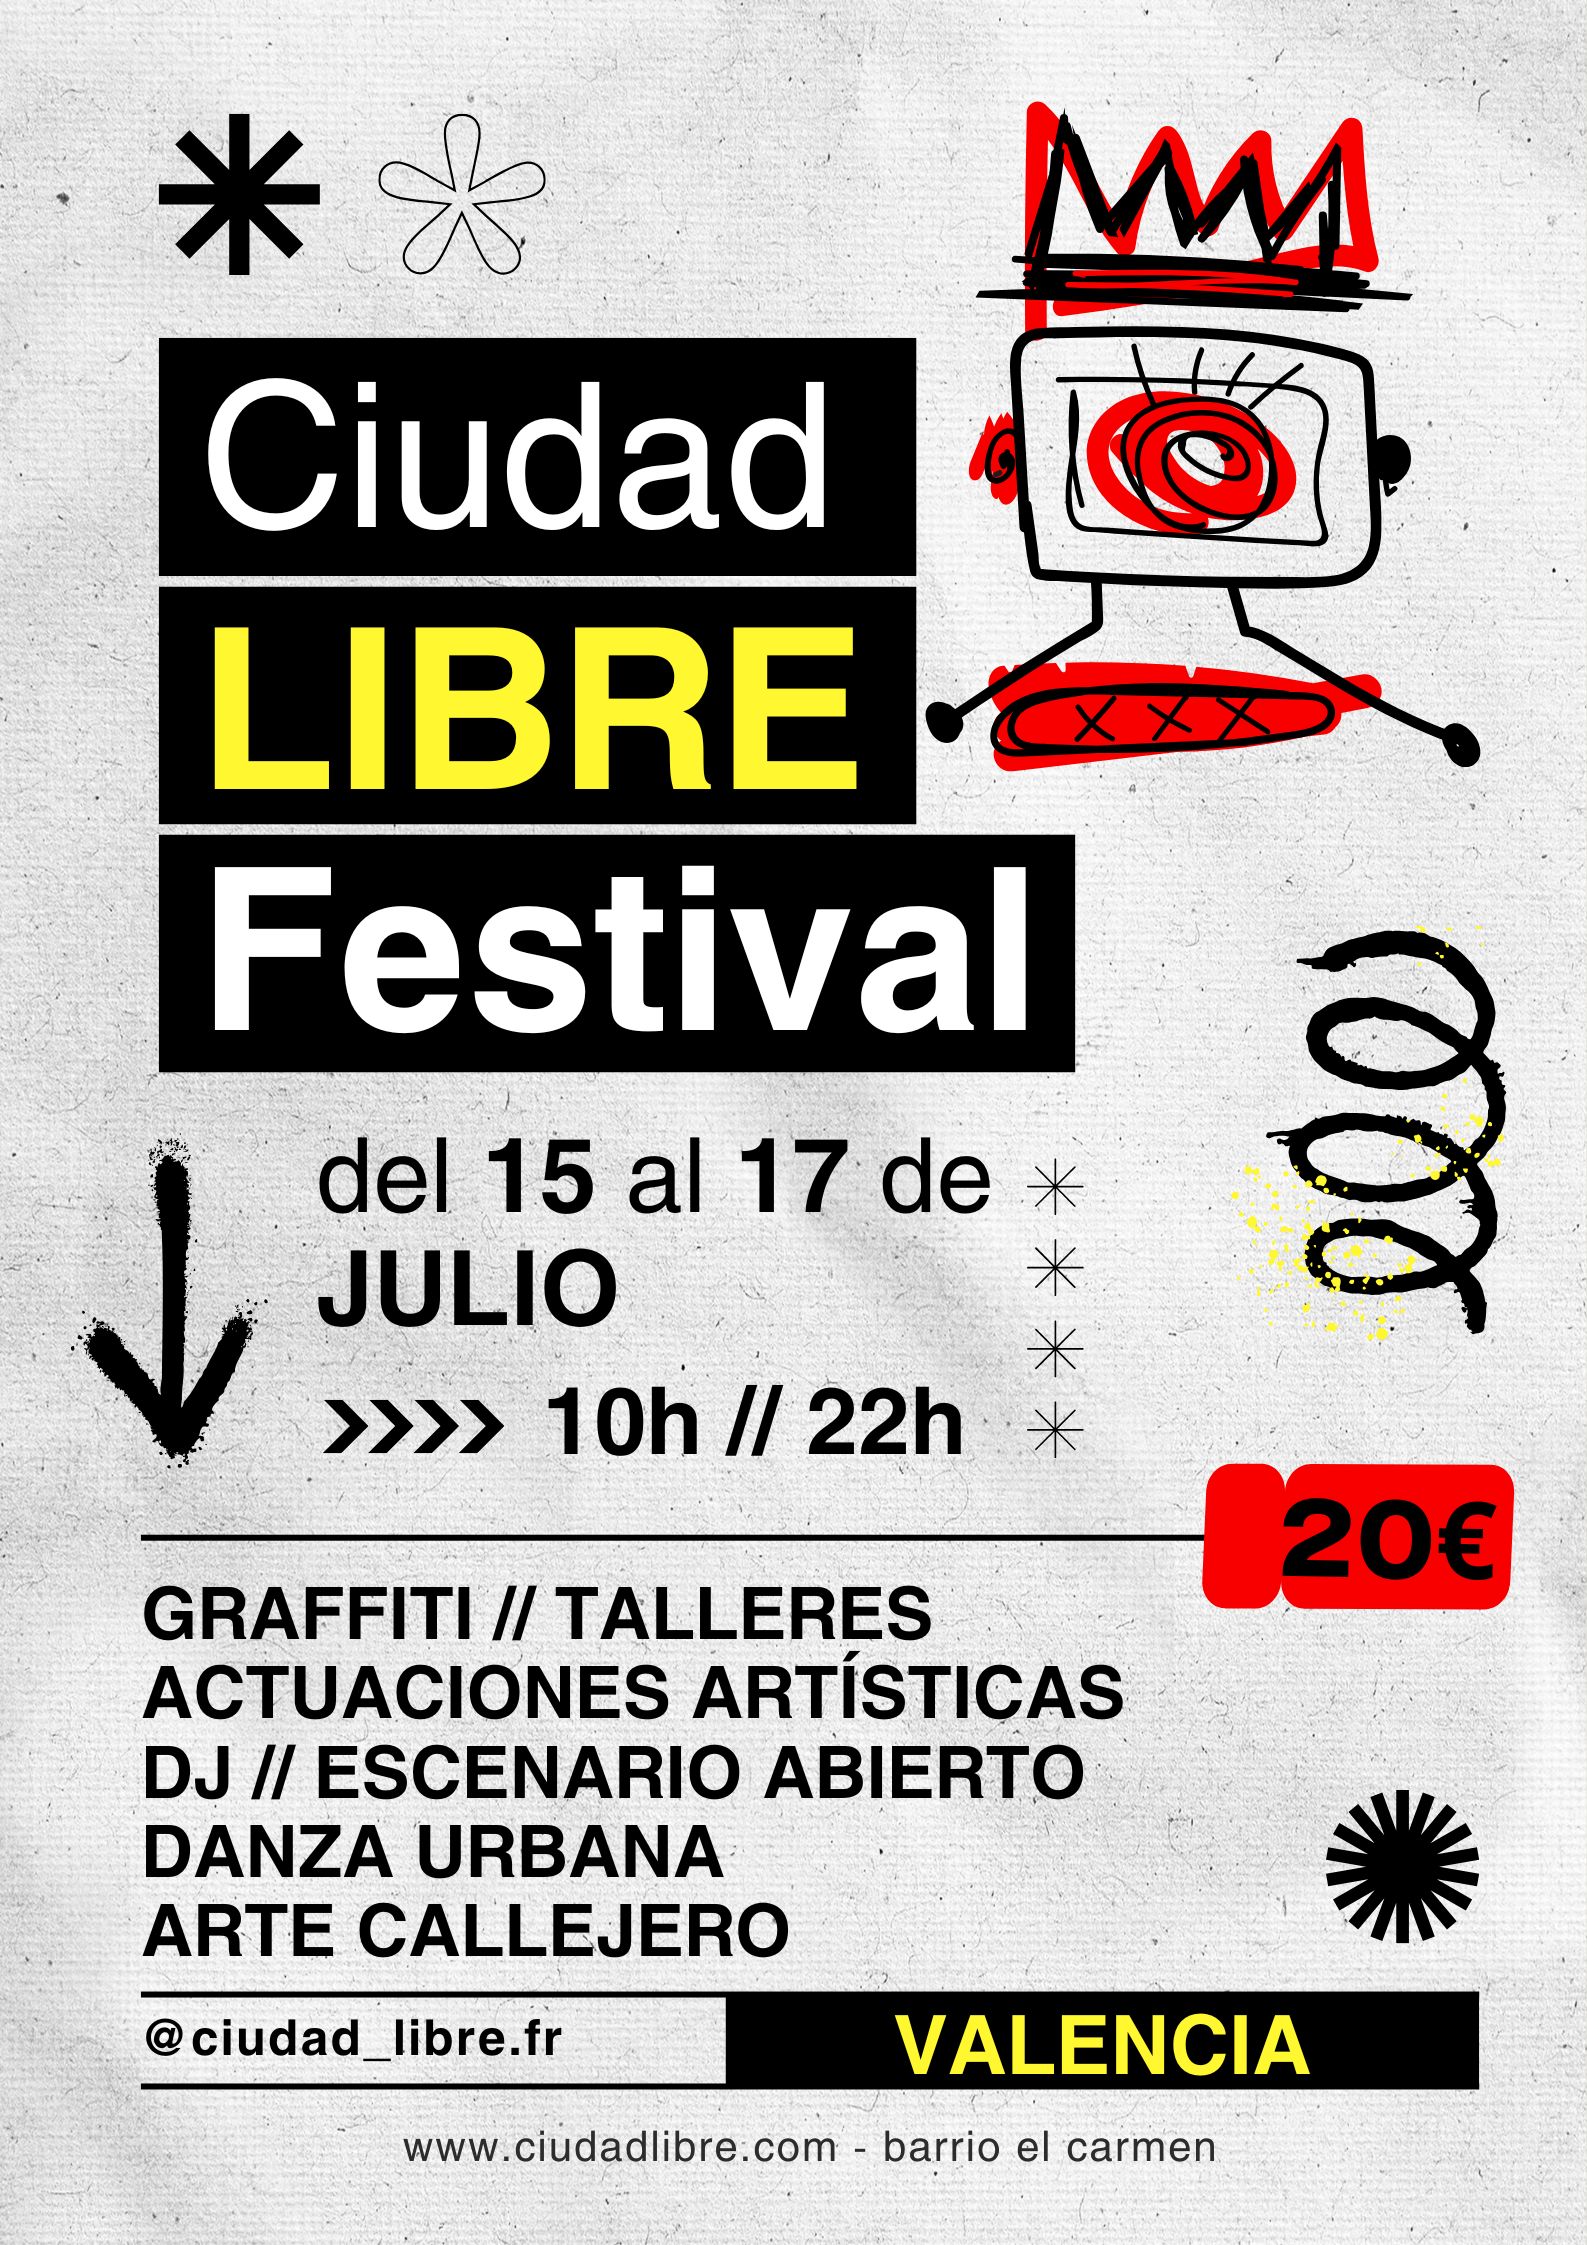 Ciudad
LIBRE
Festival
del 15 al 17 de
JULIO
10h // 22h
20€
GRAFFITI // TALLERES
ACTUACIONES ARTÍSTICAS
DJ // ESCENARIO ABIERTO
DANZA URBANA
ARTE CALLEJERO
@ciudad_libre.fr
VALENCIA
www.ciudadlibre.com - barrio el carmen